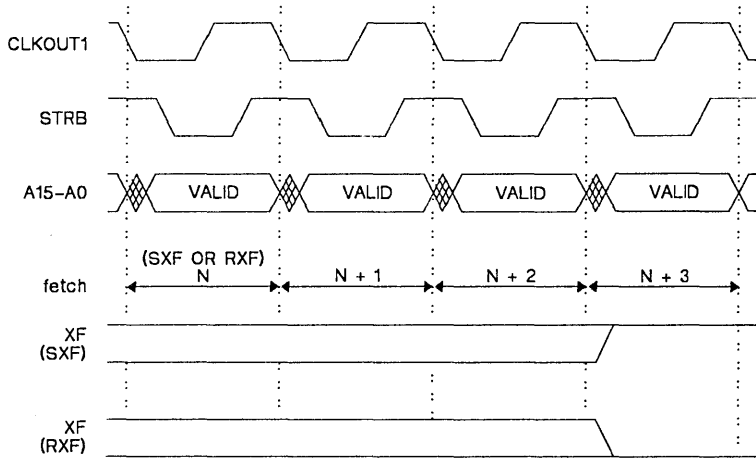 CLKOUT1
STRB
A15-A0
VALID
VALID
VALID
VALID
(SXF OR RXF)
fetch
N
N + 1
N + 2
N + 3
XF
(SXF)
XF
(RXF)